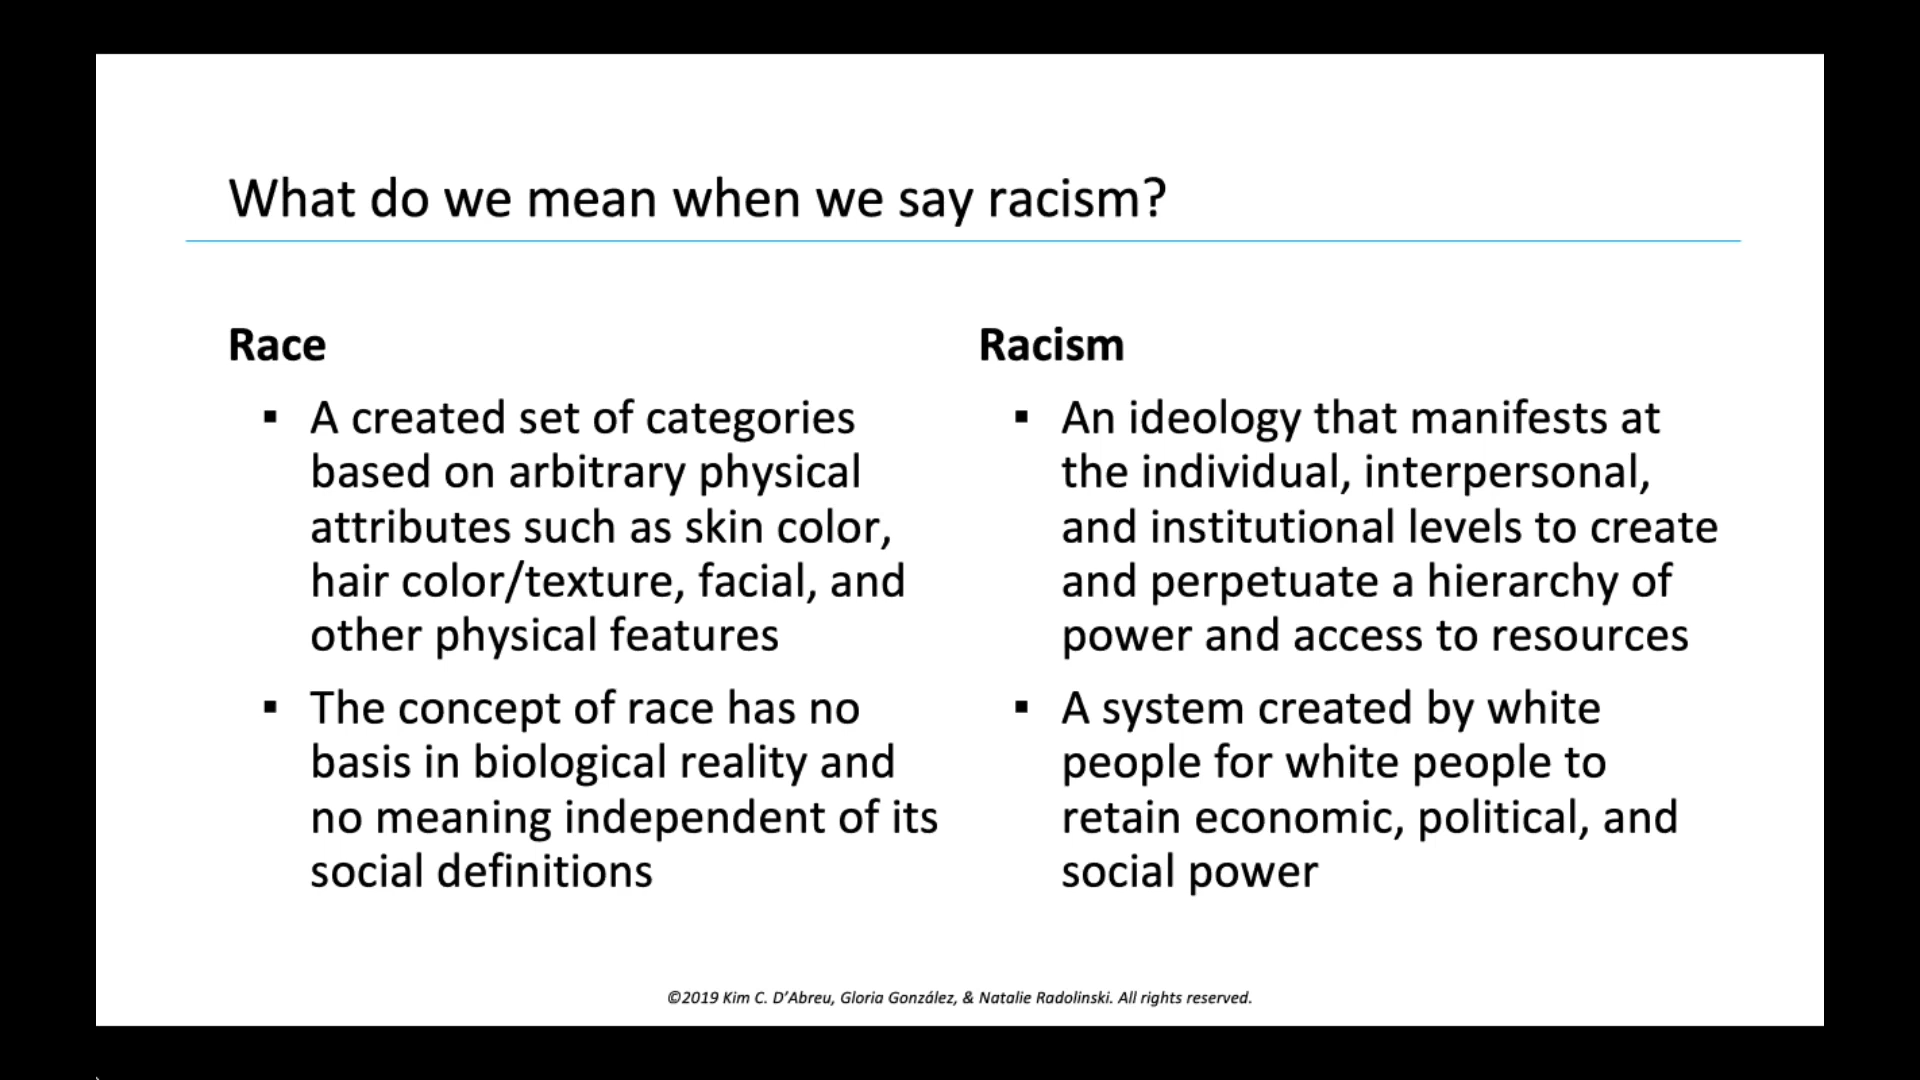 What do we mean when we say racism?
Race
▪ A created set of categories
based on arbitrary physical
attributes such as skin color,
hair color/texture, facial, and
other physical features
▪ The concept of race has no
basis in biological reality and
no meaning independent of its
social definitions
Racism
▪ An ideology that manifests at
the individual, interpersonal,
and institutional levels to create
and perpetuate a hierarchy of
power and access to resources
▪ A system created by white
people for white people to
retain economic, political, and
social power
©2019 Kim C. D’Abreu, Gloria González, & Natalie Radolinski. All rights reserved.